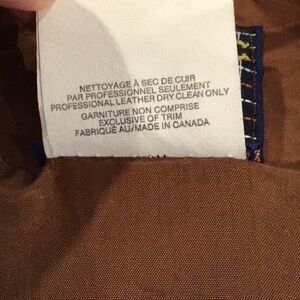 NETTOYAGE À SEC DE CUIR
PAR PROFESSIONNEL SEULEMENT
PROFESSIONAL LEATHER DRY CLEAN ONLY
GARNITURE NON COMPRISE
EXCLUSIVE OF TRIM
FABRIQUÉ AU/MADE IN CANADA